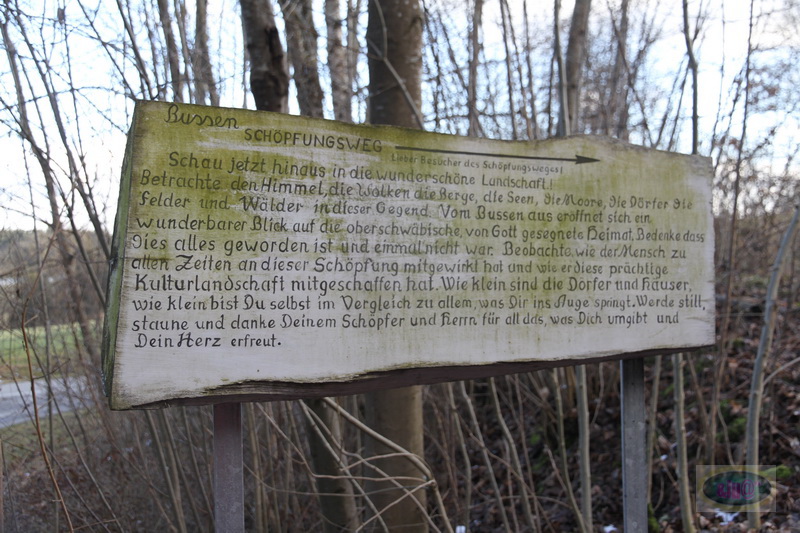 Bussen
SCHÖPFUNGSWEG
Lieber Besucher des Schöpfungsweges!
Schau jetzt hinaus in die wunderschöne Landschaft!
Betrachte den Himmel, die Wolken die Berge, die Seen, die Moore, die Dörfer die
Felder und Wälder in dieser Gegend. Vom Bussen aus eröffnet sich ein
wunderbarer Blick auf die oberschwäbische, von Gott gesegnete Heimat. Bedenke dass
dies alles geworden ist und einmal nicht war. Beobachte, wie der Mensch zu
allen Zeiten an dieser Schöpfung mitgewirkt hat und wie er diese prächtige
Kulturlandschaft mitgeschaffen hat. Wie klein sind die Dörfer und Häuser,
wie klein bist Du selbst im Vergleich zu allem, was Dir ins Auge springt. Werde still,
staune und danke Deinem Schöpfer und Herrn für all das, was Dich umgibt und
Dein Herz erfreut.